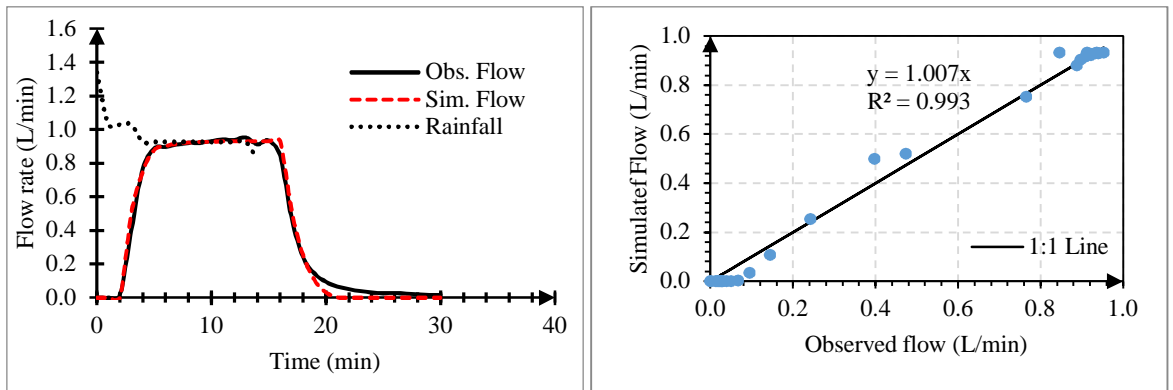 1.6
1.4
1.2
1.0
0.8
0.6
0.4
0.2
0.0
0 10 20 30 40
Flow rate (L/min)
Time (min)
Obs. Flow
Sim. Flow
Rainfall
1.0
0.8
0.6
0.4
0.2
0.0
0.0 0.2 0.4 0.6 0.8 1.0
Simulatef Flow (L/min)
Observed flow (L/min)
y = 1.007x
R² = 0.993
1:1 Line